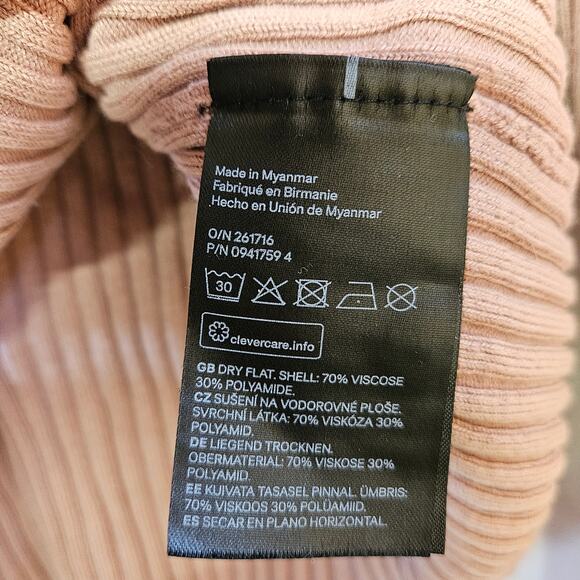 Made in Myanmar
Fabriqué en Birmanie
Hecho en Unión de Myanmar
O/N 261716
P/N 0941759 4
30
clevercare.info
GB DRY FLAT. SHELL: 70% VISCOSE
30% POLYAMIDE.
CZ SUŠENÍ NA VODOROVNÉ PLOŠE.
SVRCHNÍ LÁTKA: 70% VISKÓZA 30%
POLYAMID.
DE LIEGEND TROCKNEN.
OBERMATERIAL: 70% VISKOSE 30%
POLYAMID.
EE KUIVATA TASASEL PINNAL. ÜMBRIS:
70% VISKOOS 30% POLÜAMIID.
ES SECAR EN PLANO HORIZONTAL.